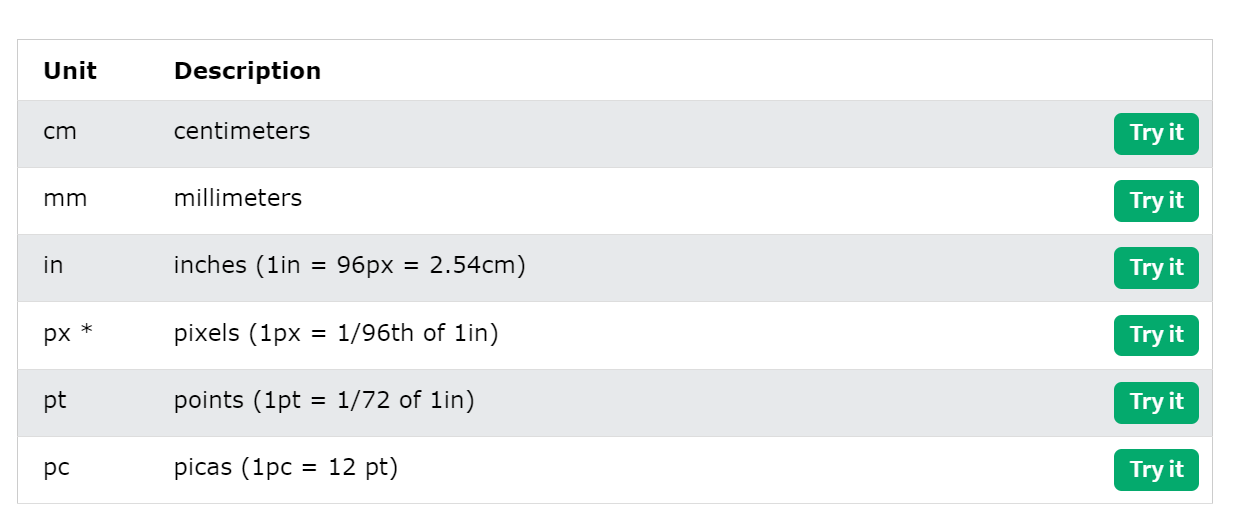 Unit Description
cm centimeters Try it
mm millimeters Try it
in inches (1in = 96px = 2.54cm) Try it
px * pixels (1px = 1/96th of 1in) Try it
pt points (1pt = 1/72 of 1in) Try it
pc picas (1pc = 12 pt) Try it